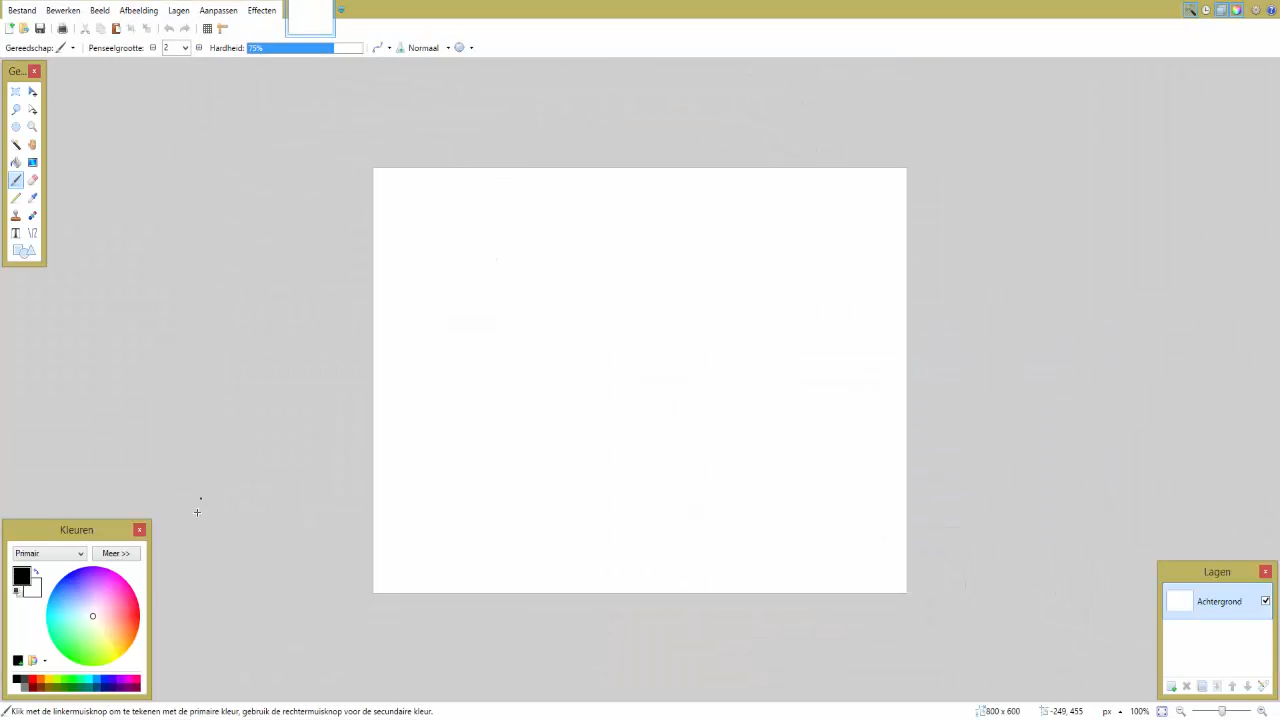 Bestand Bewerken Beeld Afbeelding Lagen Aanpassen Effecten
Gereedschap: Penseelgrootte: 2 Hardheid: 75% Normaal
Ge...
Kleuren
Primair Meer >>
Lagen
Achtergrond
Klik met de linkermuisknop om te tekenen met de primaire kleur, gebruik de rechtermuisknop voor de secundaire kleur. 800 x 600 -249, 455 px 100%